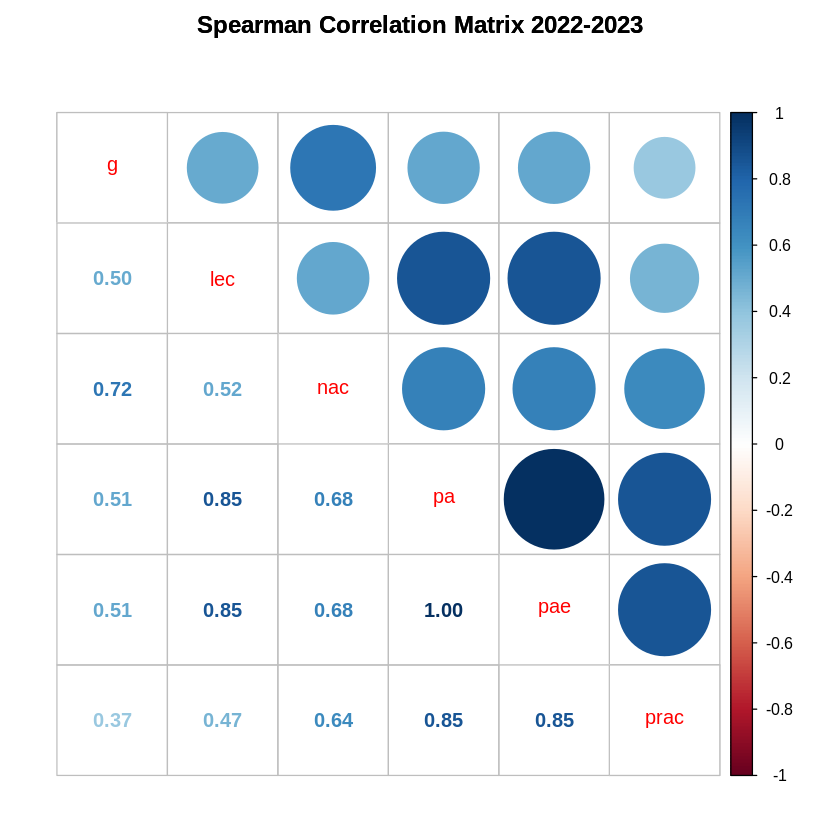 Spearman Correlation Matrix 2022-2023
g
0.50 lec
0.72 0.52 nac
0.51 0.85 0.68 pa
0.51 0.85 0.68 1.00 pae
0.37 0.47 0.64 0.85 0.85 prac
1
0.8
0.6
0.4
0.2
0
-0.2
-0.4
-0.6
-0.8
-1